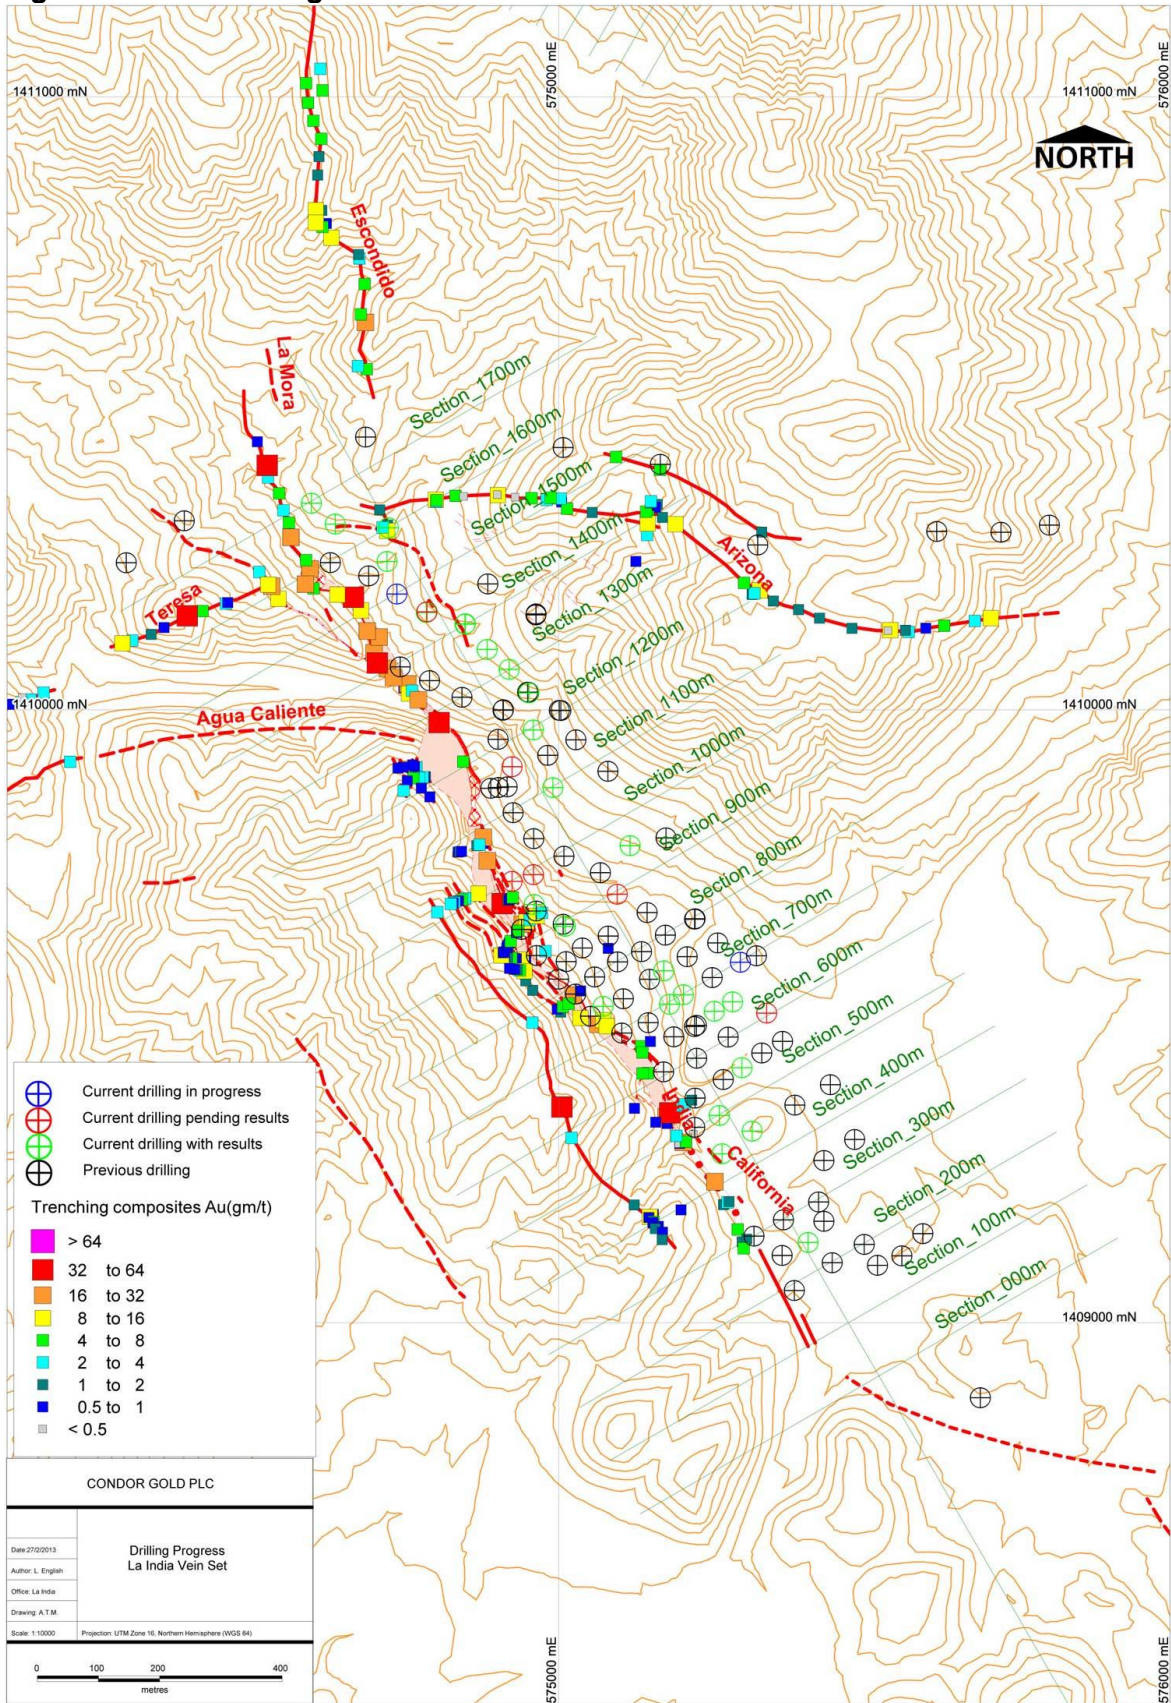 575000 mE
576000 mE
1411000 mN
1411000 mN
NORTH
Escondido
La Mora
Section_1700m
Section_1600m
Section_1500m
Section_1400m
Arizona
Section_1300m
Teresa
Section_1200m
1410000 mN
Agua Caliente
1410000 mN
Section_1100m
Section_1000m
Section_900m
Section_800m
Section_700m
Section_600m
Section_500m
Section_400m
Section_300m
India
California
Section_200m
Section_100m
Section_000m
1409000 mN
Current drilling in progress
Current drilling pending results
Current drilling with results
Previous drilling
Trenching composites Au(gm/t)
> 64
32 to 64
16 to 32
8 to 16
4 to 8
2 to 4
1 to 2
0.5 to 1
< 0.5
CONDOR GOLD PLC
Drilling Progress
La India Vein Set
Date:27/2/2013
Author: L. English
Office: La India
Drawing: A.T.M.
Scale: 1:10000
Projection: UTM Zone 16, Northern Hemisphere (WGS 84)
0 100 200 400
metres
575000 mE
576000 mE